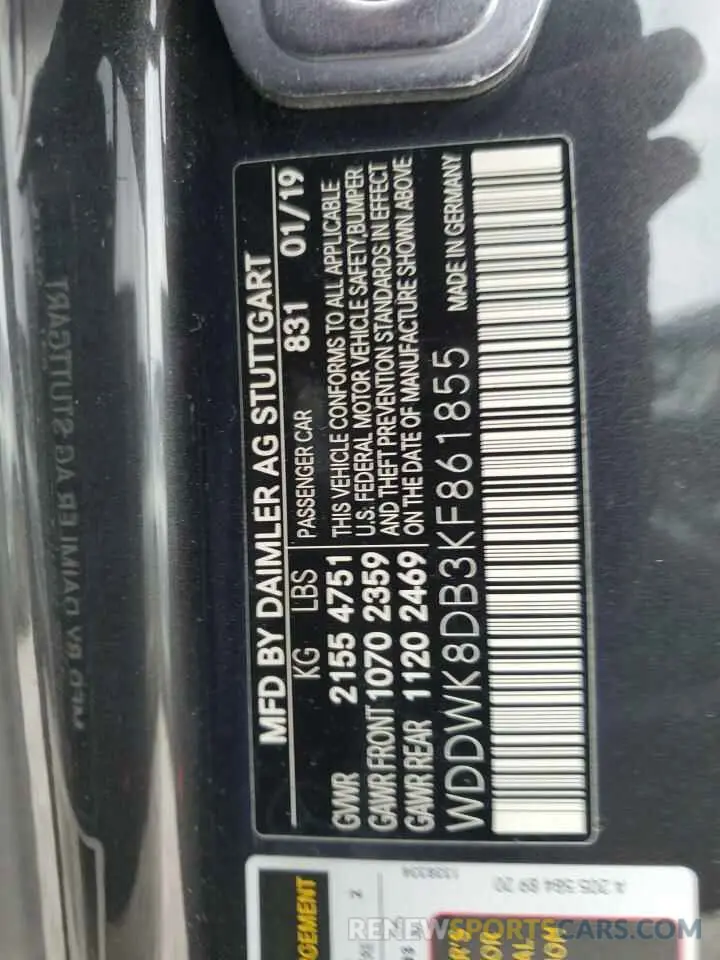 MFD BY DAIMLER AG STUTTGART
KG LBS PASSENGER CAR 831 01/19
GVWR 2155 4751 THIS VEHICLE CONFORMS TO ALL APPLICABLE
GAWR FRONT 1070 2359 U.S. FEDERAL MOTOR VEHICLE SAFETY, BUMPER
AND THEFT PREVENTION STANDARDS IN EFFECT
GAWR REAR 1120 2469 ON THE DATE OF MANUFACTURE SHOWN ABOVE
WDDWK8DB3KF861855 MADE IN GERMANY
A 205 584 89 20
GEMENT
RENEWSPORTSCARS.COM